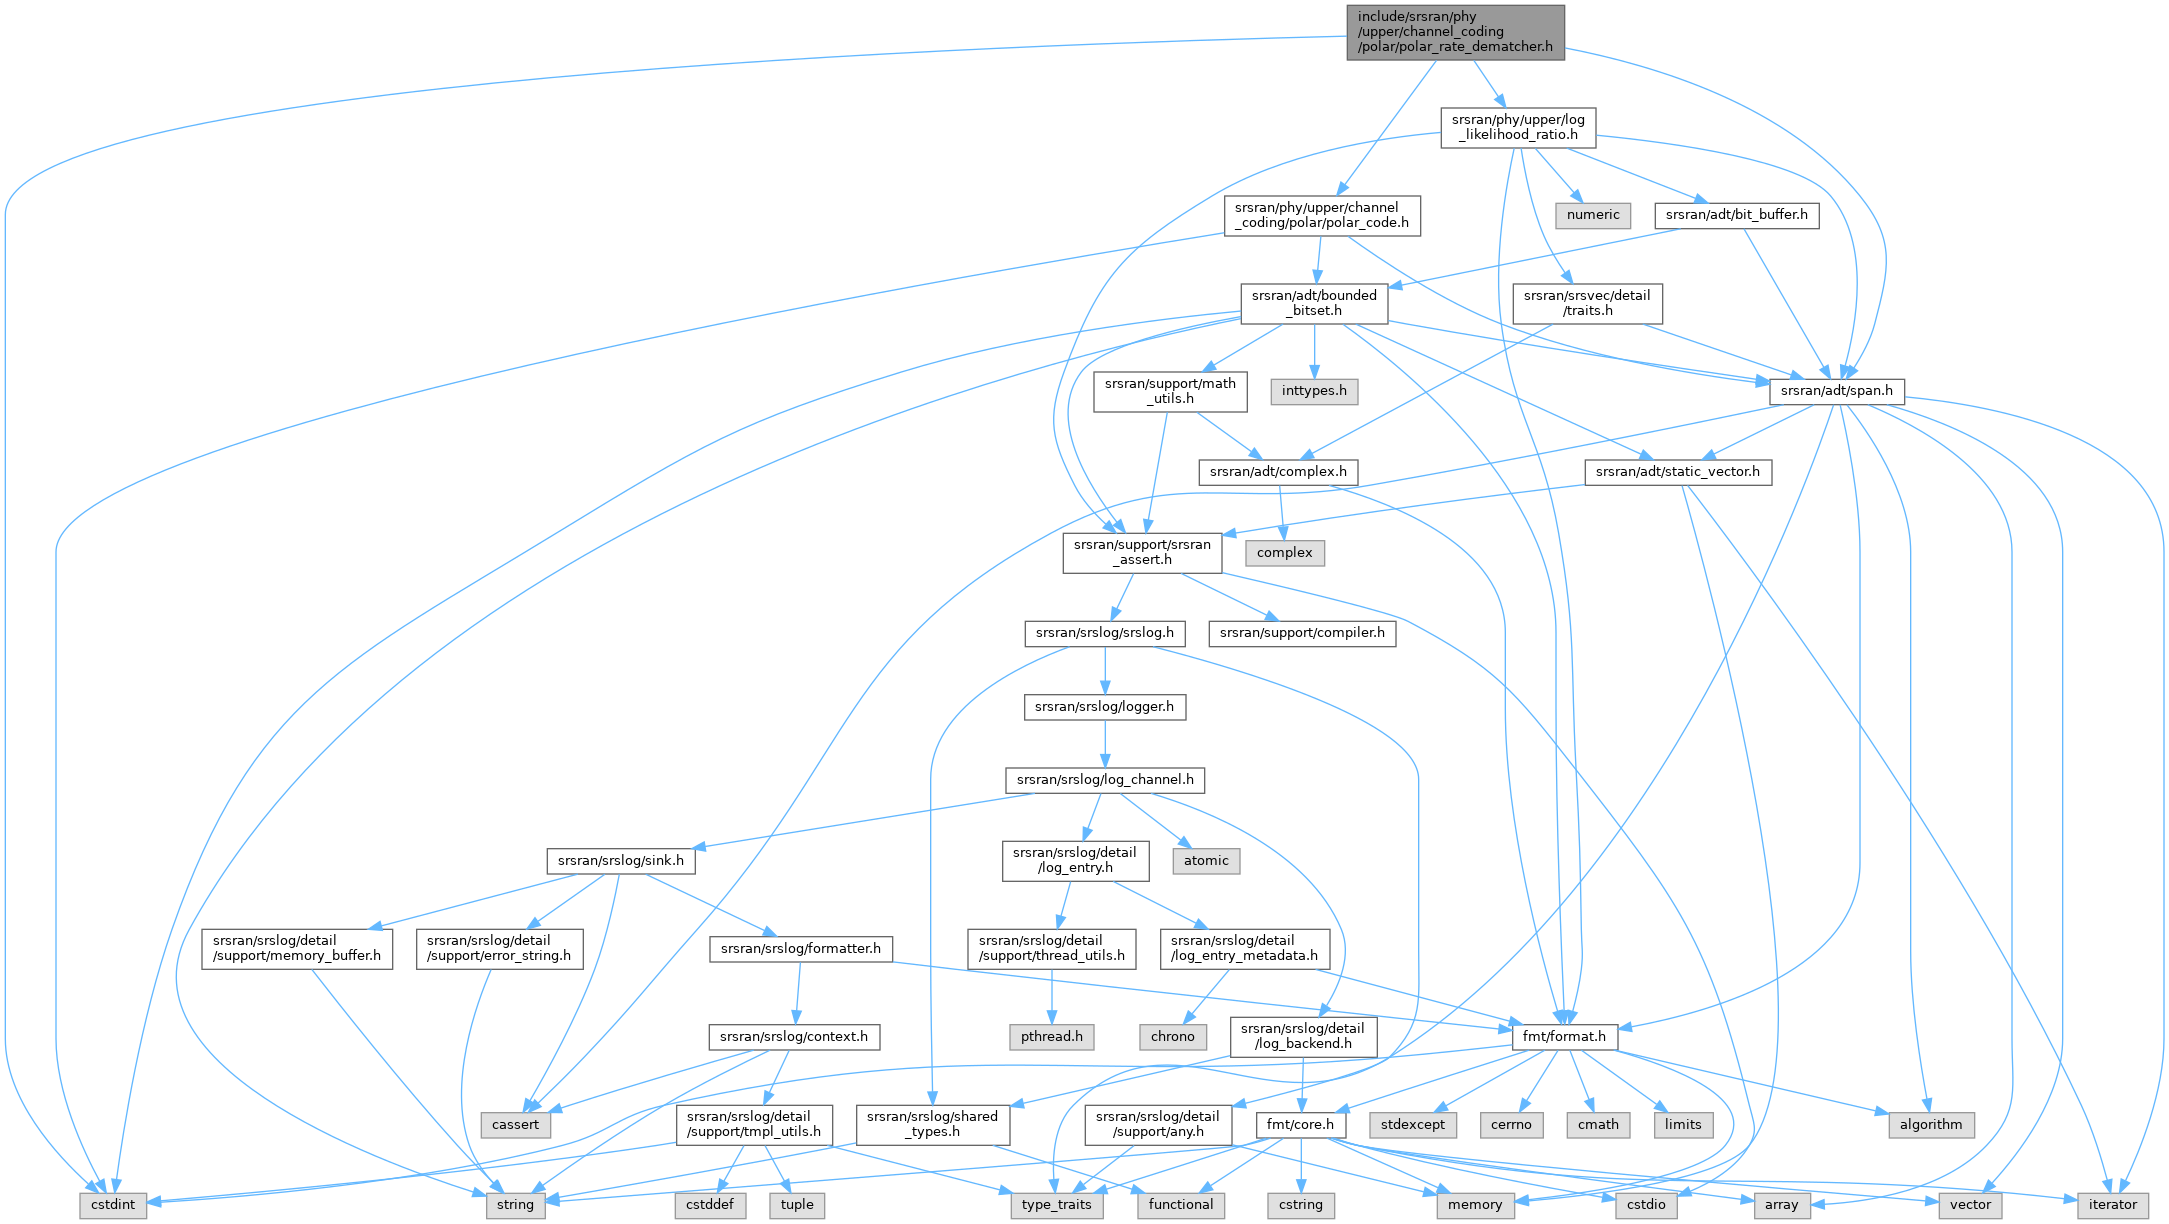 include/srsran/phy
/upper/channel_coding
/polar/polar_rate_dematcher.h
srsran/phy/upper/log
_likelihood_ratio.h
srsran/phy/upper/channel
_coding/polar/polar_code.h
numeric
srsran/adt/bit_buffer.h
srsran/adt/bounded
_bitset.h
srsran/srsvec/detail
/traits.h
srsran/support/math
_utils.h
inttypes.h
srsran/adt/span.h
srsran/adt/complex.h
srsran/adt/static_vector.h
srsran/support/srsran
_assert.h
complex
srsran/srslog/srslog.h
srsran/support/compiler.h
srsran/srslog/logger.h
srsran/srslog/log_channel.h
srsran/srslog/sink.h
srsran/srslog/detail
/log_entry.h
atomic
srsran/srslog/detail
/support/memory_buffer.h
srsran/srslog/detail
/support/error_string.h
srsran/srslog/formatter.h
srsran/srslog/detail
/support/thread_utils.h
srsran/srslog/detail
/log_entry_metadata.h
srsran/srslog/context.h
pthread.h
chrono
srsran/srslog/detail
/log_backend.h
fmt/format.h
cassert
srsran/srslog/detail
/support/tmpl_utils.h
srsran/srslog/shared
_types.h
srsran/srslog/detail
/support/any.h
fmt/core.h
stdexcept
cerrno
cmath
limits
algorithm
cstdint
string
cstddef
tuple
type_traits
functional
cstring
memory
cstdio
array
vector
iterator